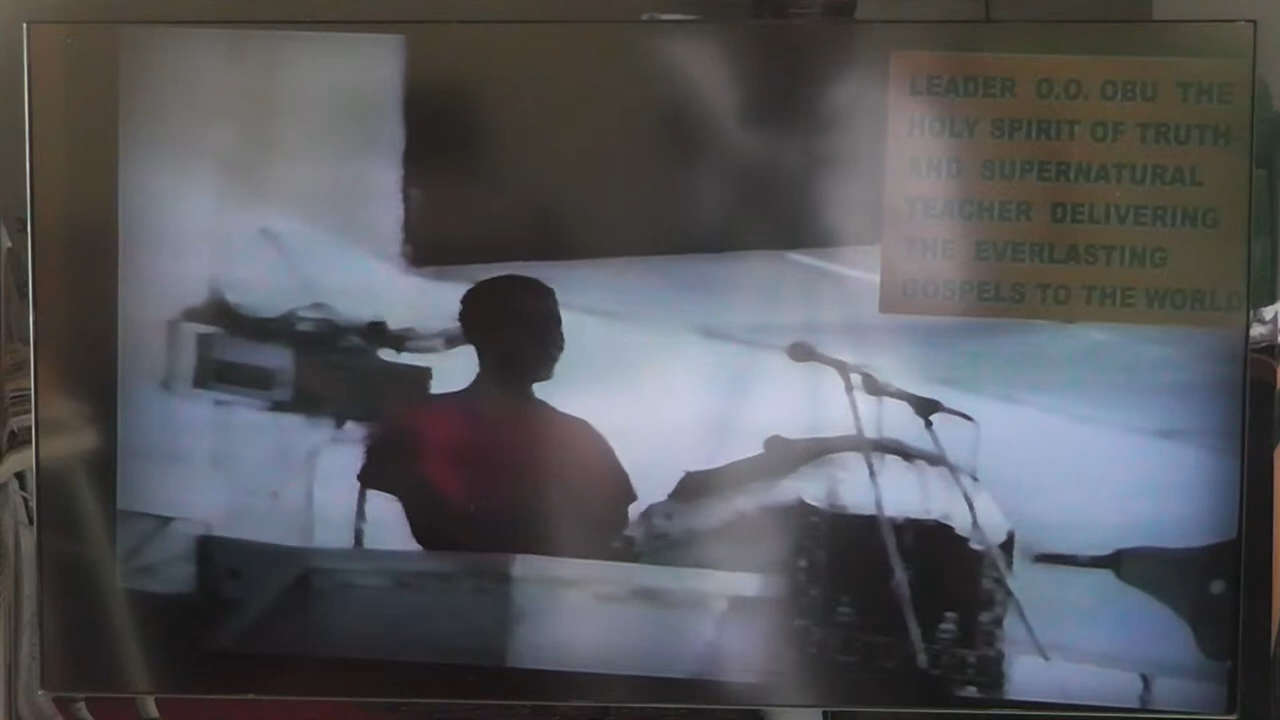 LEADER O.O. OBU THE
HOLY SPIRIT OF TRUTH
AND SUPERNATURAL
TEACHER DELIVERING
THE EVERLASTING
GOSPELS TO THE WORLD